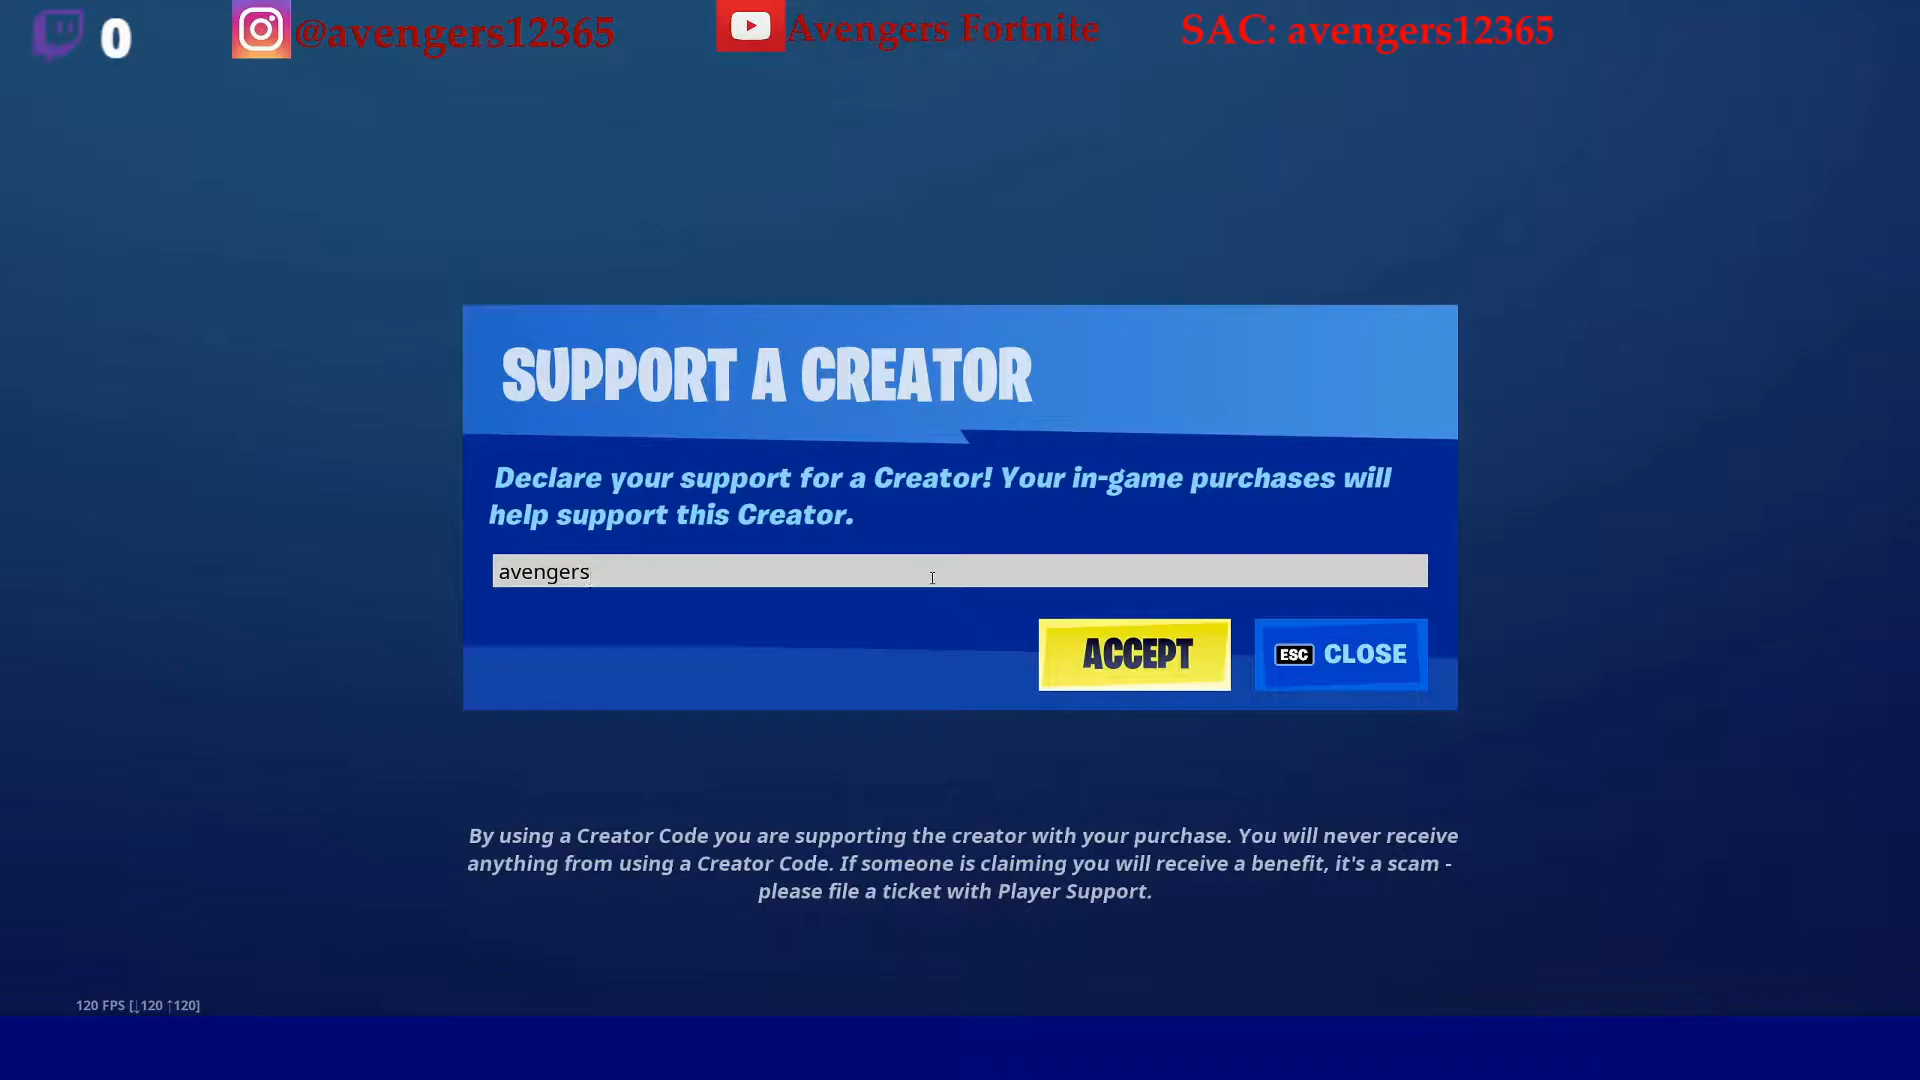 0
@avengers12365
Avengers Fortnite
SAC: avengers12365
SUPPORT A CREATOR
Declare your support for a Creator! Your in-game purchases will
help support this Creator.
avengers
ACCEPT
ESC CLOSE
By using a Creator Code you are supporting the creator with your purchase. You will never receive
anything from using a Creator Code. If someone is claiming you will receive a benefit, it's a scam -
please file a ticket with Player Support.
120 FPS [↓120 ↑120]